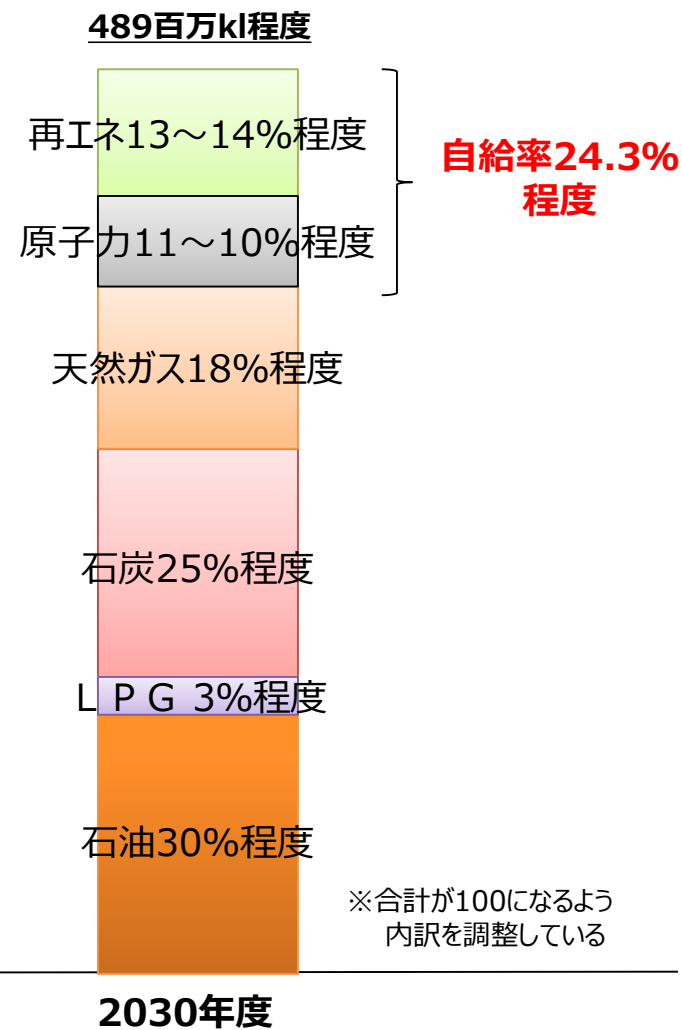 489百万kl程度
再エネ13～14%程度
自給率24.3%
程度
原子力11～10%程度
天然ガス18%程度
石炭25%程度
ＬＰＧ 3%程度
石油30%程度
※合計が100になるよう
内訳を調整している
2030年度